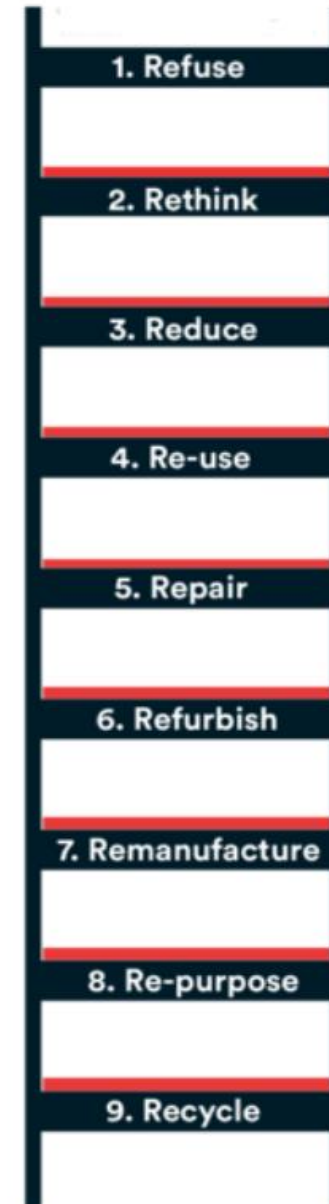 1. Refuse
2. Rethink
3. Reduce
4. Re-use
5. Repair
6. Refurbish
7. Remanufacture
8. Re-purpose
9. Recycle